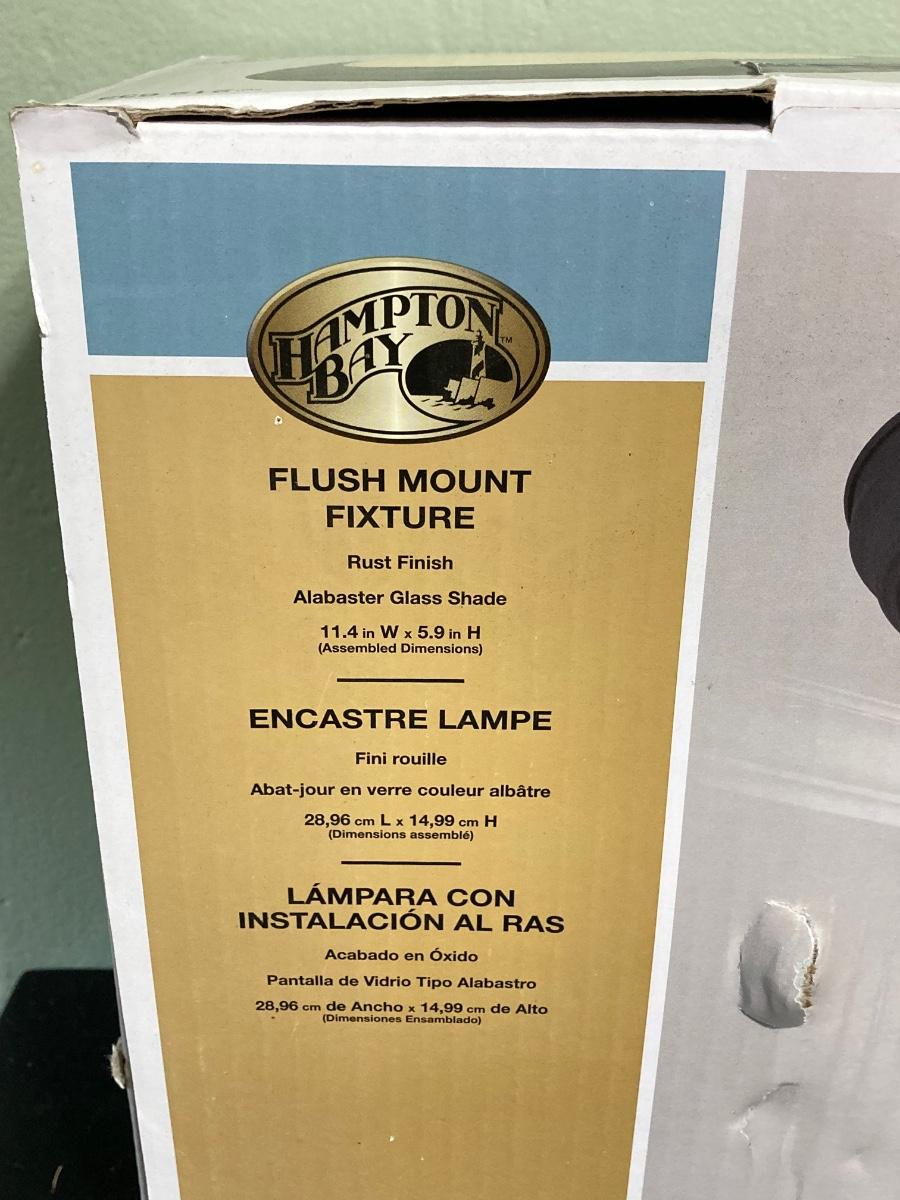 HAMPTON
BAY™
FLUSH MOUNT
FIXTURE
Rust Finish
Alabaster Glass Shade
11.4 in W x 5.9 in H
(Assembled Dimensions)
ENCASTRE LAMPE
Fini rouille
Abat-jour en verre couleur albâtre
28,96 cm L x 14,99 cm H
(Dimensions assemblé)
LÁMPARA CON
INSTALACIÓN AL RAS
Acabado en Óxido
Pantalla de Vidrio Tipo Alabastro
28,96 cm de Ancho x 14,99 cm de Alto
(Dimensiones Ensamblado)